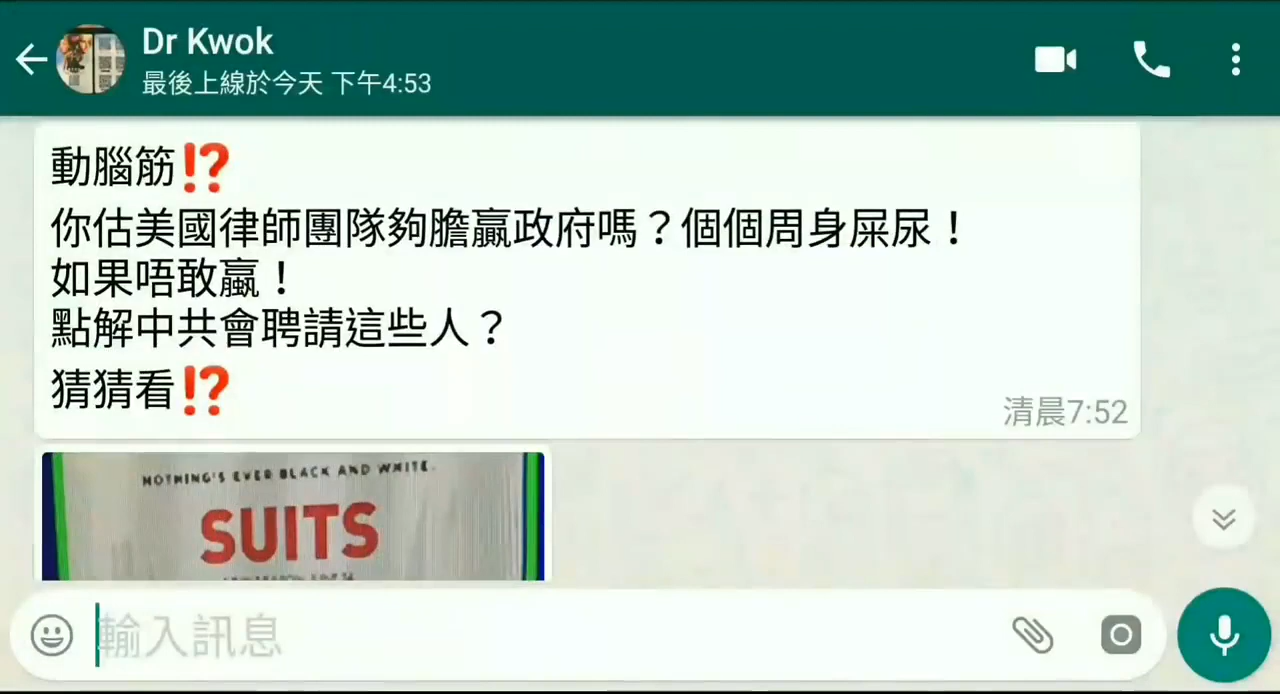 Dr Kwok
最後上線於今天 下午4:53
動腦筋⁉️
你估美國律師團隊夠膽贏政府嗎？個個周身屎尿！
如果唔敢贏！
點解中共會聘請這些人？
猜猜看⁉️
清晨7:52
NOTHING'S EVER BLACK AND WHITE.
SUITS
輸入訊息